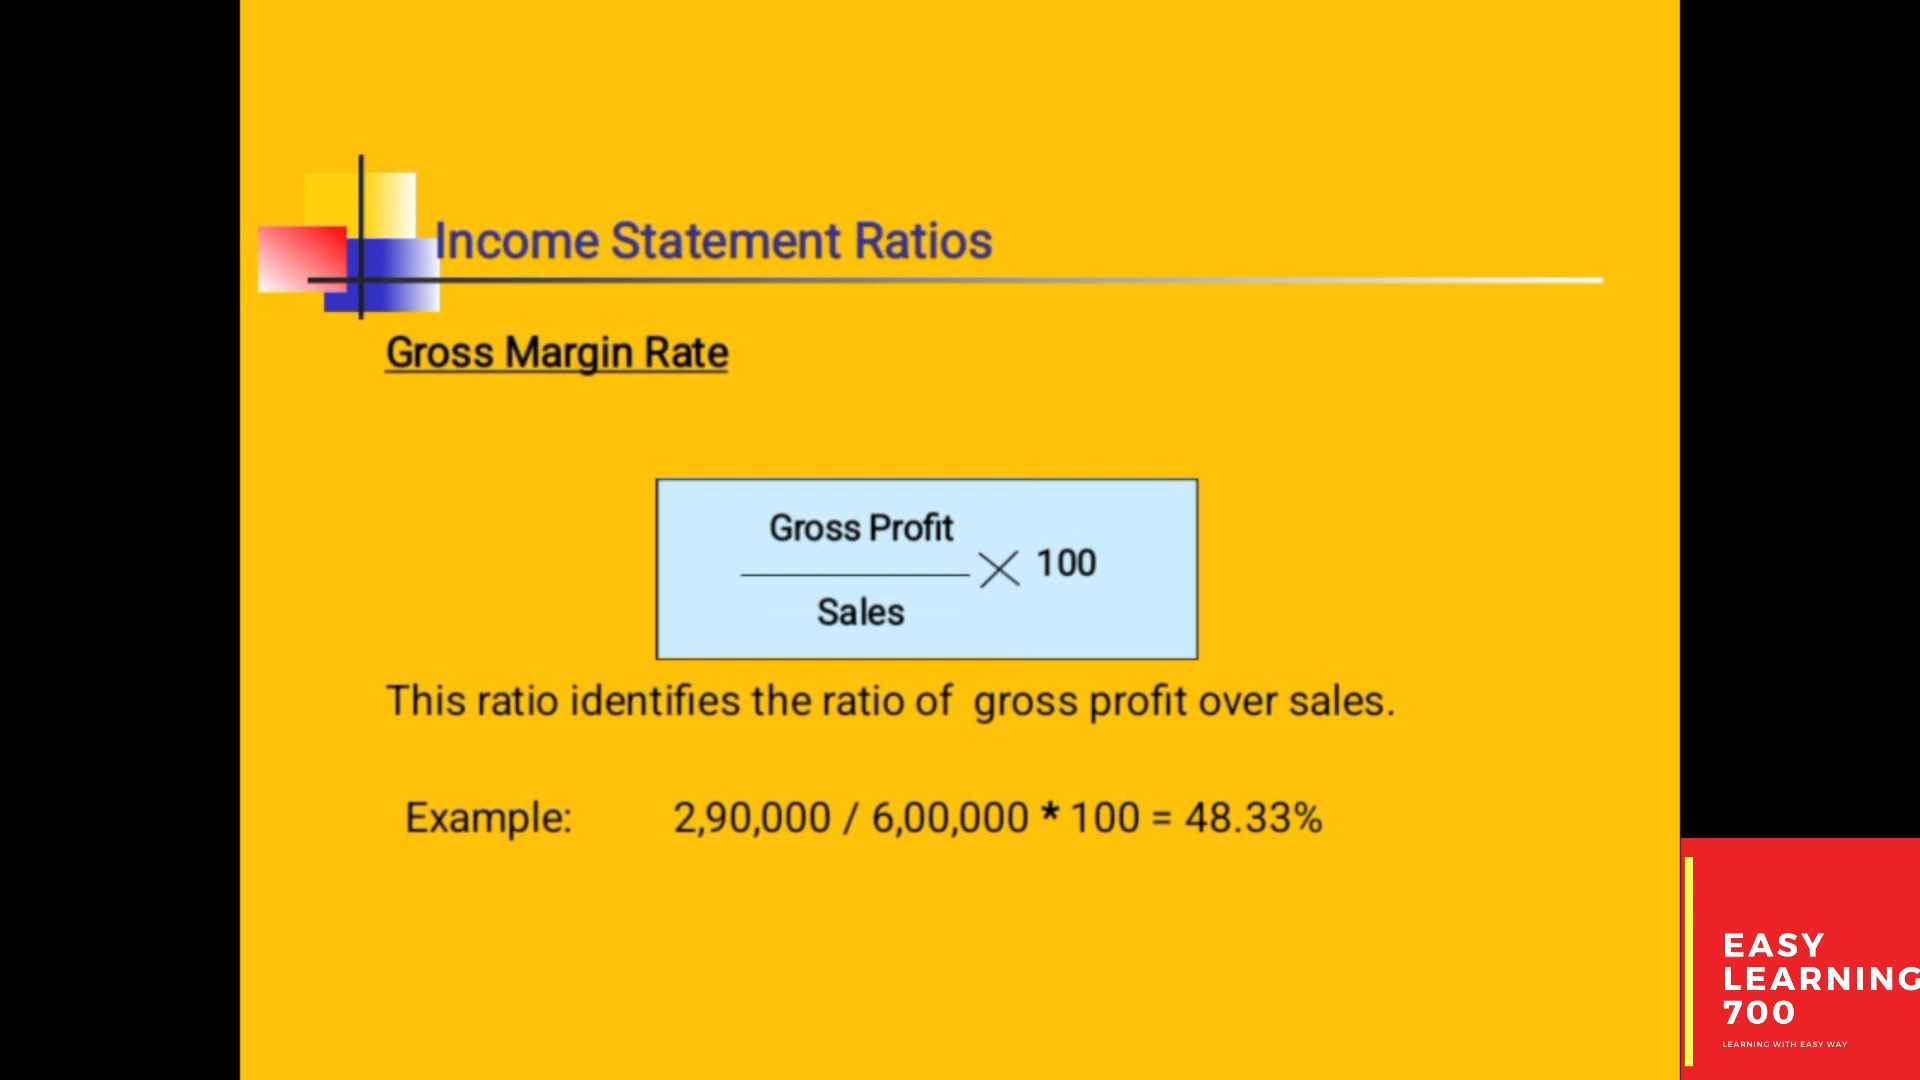 Income Statement Ratios
Gross Margin Rate
Gross Profit
× 100
Sales
This ratio identifies the ratio of gross profit over sales.
Example: 2,90,000 / 6,00,000 * 100 = 48.33%
EASY
LEARNING
700
LEARNING WITH EASY WAY